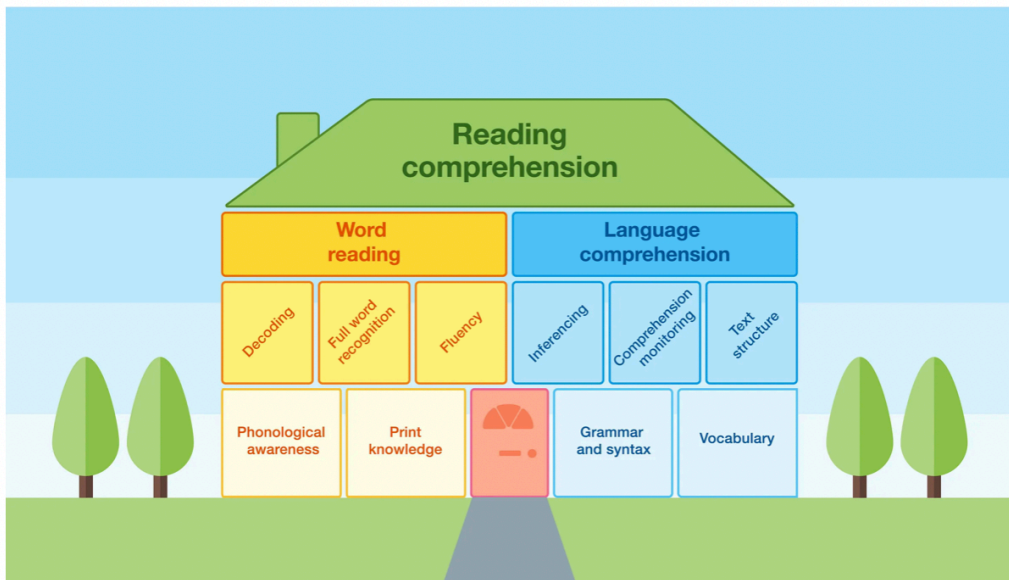 Reading
comprehension
Word
reading
Language
comprehension
Decoding
Full word
recognition
Fluency
Inferencing
Comprehension
monitoring
Text
structure
Phonological
awareness
Print
knowledge
Grammar
and syntax
Vocabulary